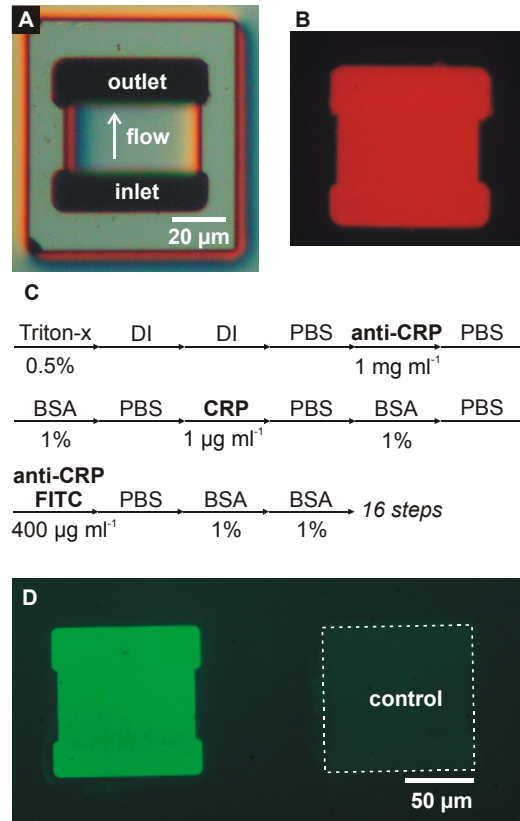 A
outlet
flow
inlet
20 µm
B
C
Triton-x DI DI PBS anti-CRP PBS
0.5% 1 mg ml⁻¹
BSA PBS CRP PBS BSA PBS
1% 1 µg ml⁻¹ 1%
anti-CRP
FITC PBS BSA BSA 16 steps
400 µg ml⁻¹ 1% 1%
D
control
50 µm